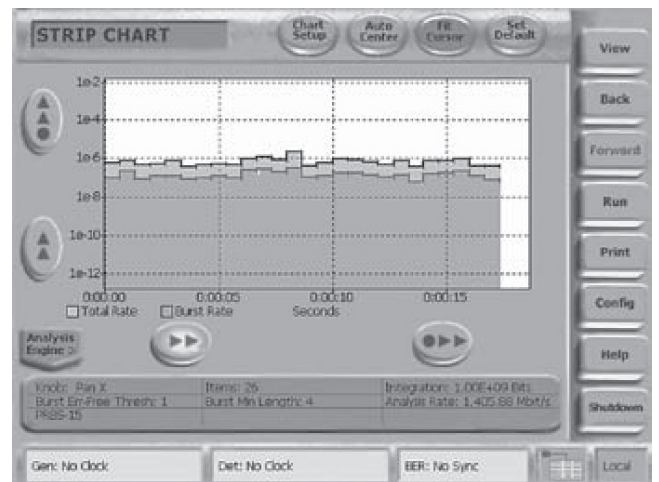 STRIP CHART
Chart Setup
Auto Center
Fit Cursor
Set Default
View
Back
Forward
Run
Print
Config
Help
Shutdown
1e-2
1e-4
1e-6
1e-8
1e-10
1e-12
0:00:00 0:00:05 0:00:10 0:00:15
Total Rate Burst Rate Seconds
Analysis Engine >
Knob: Pan X Items: 26 Integration: 1.00E+09 Bits
Burst Err-Free Thresh: 1 Burst Min Length: 4 Analysis Rate: 1,405.88 Mbit/s
PRBS-15
Gen: No Clock Det: No Clock BER: No Sync Local